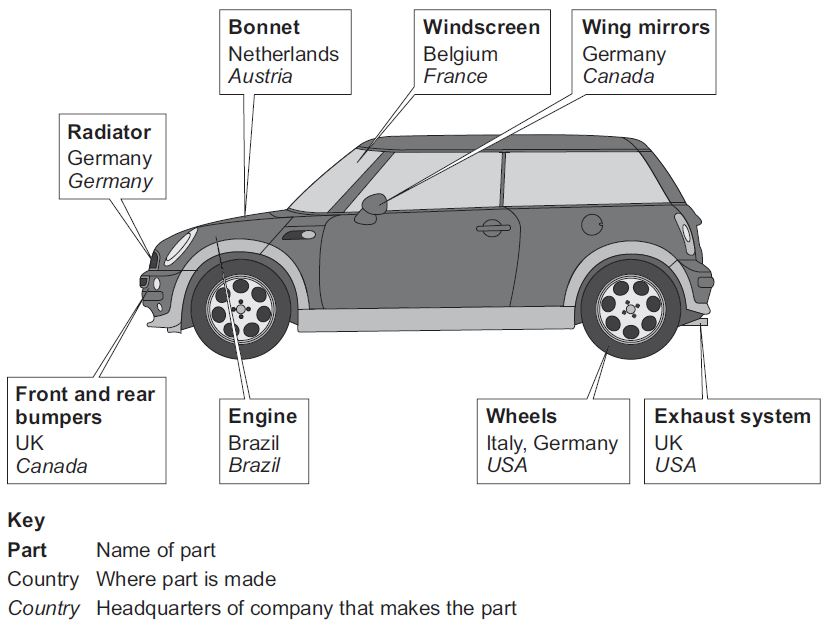 Bonnet
Netherlands
Austria
Windscreen
Belgium
France
Wing mirrors
Germany
Canada
Radiator
Germany
Germany
Front and rear
bumpers
UK
Canada
Engine
Brazil
Brazil
Wheels
Italy, Germany
USA
Exhaust system
UK
USA
Key
Part Name of part
Country Where part is made
Country Headquarters of company that makes the part